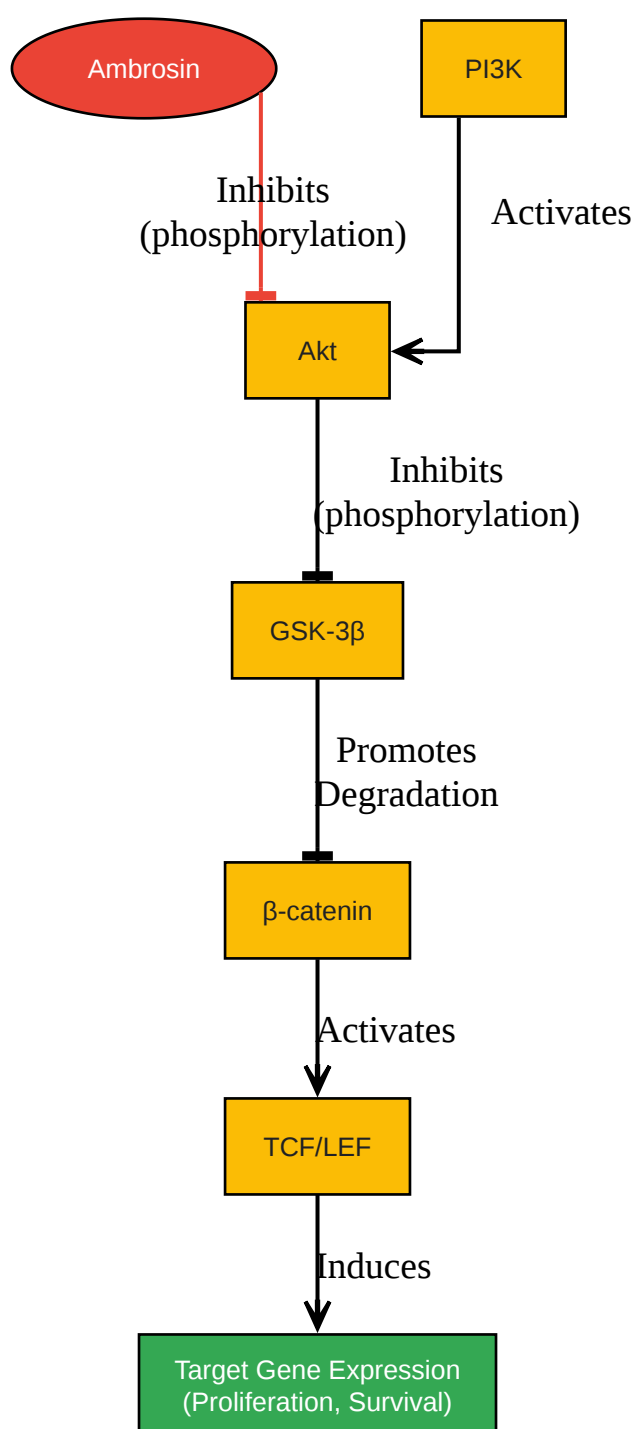 Ambrosin
PI3K
Inhibits
(phosphorylation)
Activates
Akt
Inhibits
(phosphorylation)
GSK-3β
Promotes
Degradation
β-catenin
Activates
TCF/LEF
Induces
Target Gene Expression
(Proliferation, Survival)